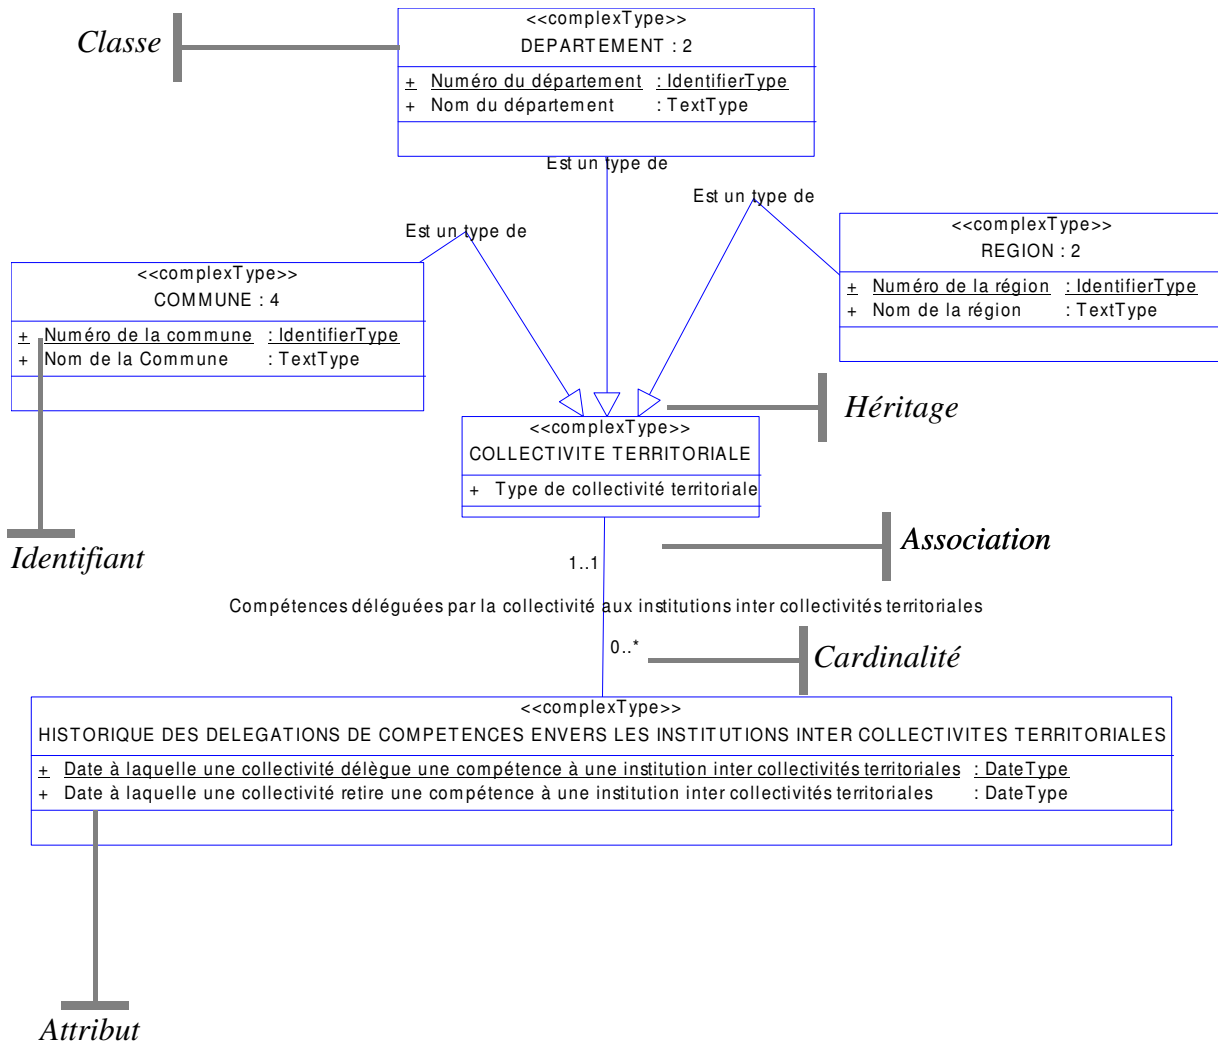 Classe
<<complexType>>
DEPARTEMENT : 2
+ Numéro du département : IdentifierType
+ Nom du département : TextType
Est un type de
Est un type de
Est un type de
<<complexType>>
REGION : 2
+ Numéro de la région : IdentifierType
+ Nom de la région : TextType
<<complexType>>
COMMUNE : 4
+ Numéro de la commune : IdentifierType
+ Nom de la Commune : TextType
Héritage
<<complexType>>
COLLECTIVITE TERRITORIALE
+ Type de collectivité territoriale
Identifiant
Association
1..1
Compétences déléguées par la collectivité aux institutions inter collectivités territoriales
0..*
Cardinalité
<<complexType>>
HISTORIQUE DES DELEGATIONS DE COMPETENCES ENVERS LES INSTITUTIONS INTER COLLECTIVITES TERRITORIALES
+ Date à laquelle une collectivité délègue une compétence à une institution inter collectivités territoriales : DateType
+ Date à laquelle une collectivité retire une compétence à une institution inter collectivités territoriales : DateType
Attribut